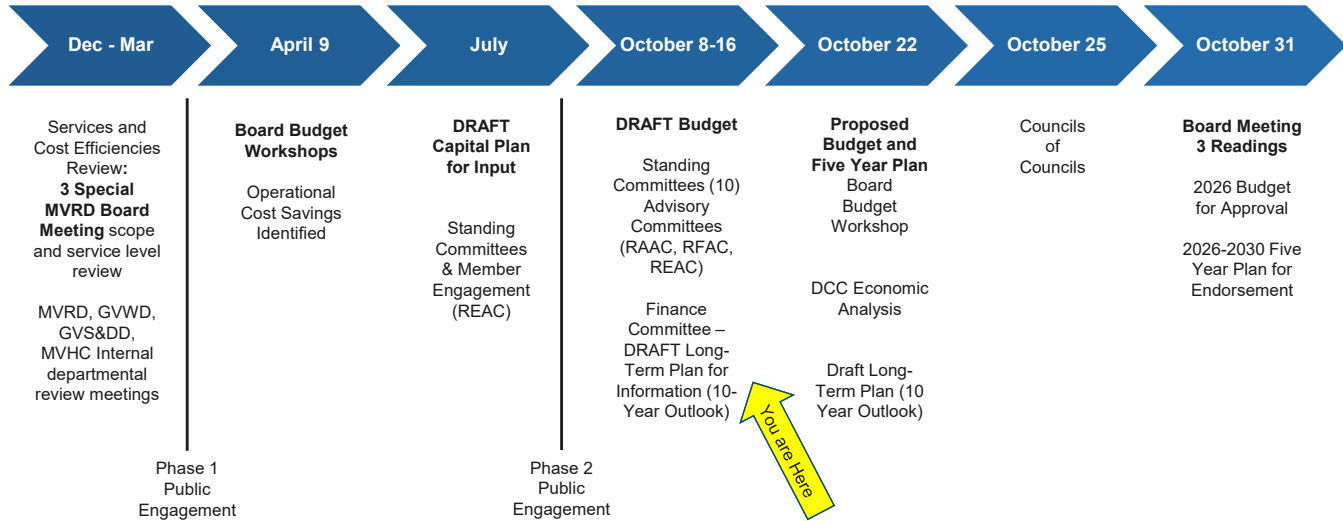 Dec - Mar
April 9
July
October 8-16
October 22
October 25
October 31
Services and
Cost Efficiencies
Review:
3 Special
MVRD Board
Meeting scope
and service level
review
MVRD, GVWD,
GVS&DD,
MVHC Internal
departmental
review meetings
Phase 1
Public
Engagement
Board Budget
Workshops
Operational
Cost Savings
Identified
DRAFT
Capital Plan
for Input
Standing
Committees
& Member
Engagement
(REAC)
Phase 2
Public
Engagement
DRAFT Budget
Standing
Committees (10)
Advisory
Committees
(RAAC, RFAC,
REAC)
Finance
Committee –
DRAFT Long-
Term Plan for
Information (10-
Year Outlook)
You are Here
Proposed
Budget and
Five Year Plan
Board
Budget
Workshop
DCC Economic
Analysis
Draft Long-
Term Plan (10
Year Outlook)
Councils
of
Councils
Board Meeting
3 Readings
2026 Budget
for Approval
2026-2030 Five
Year Plan for
Endorsement